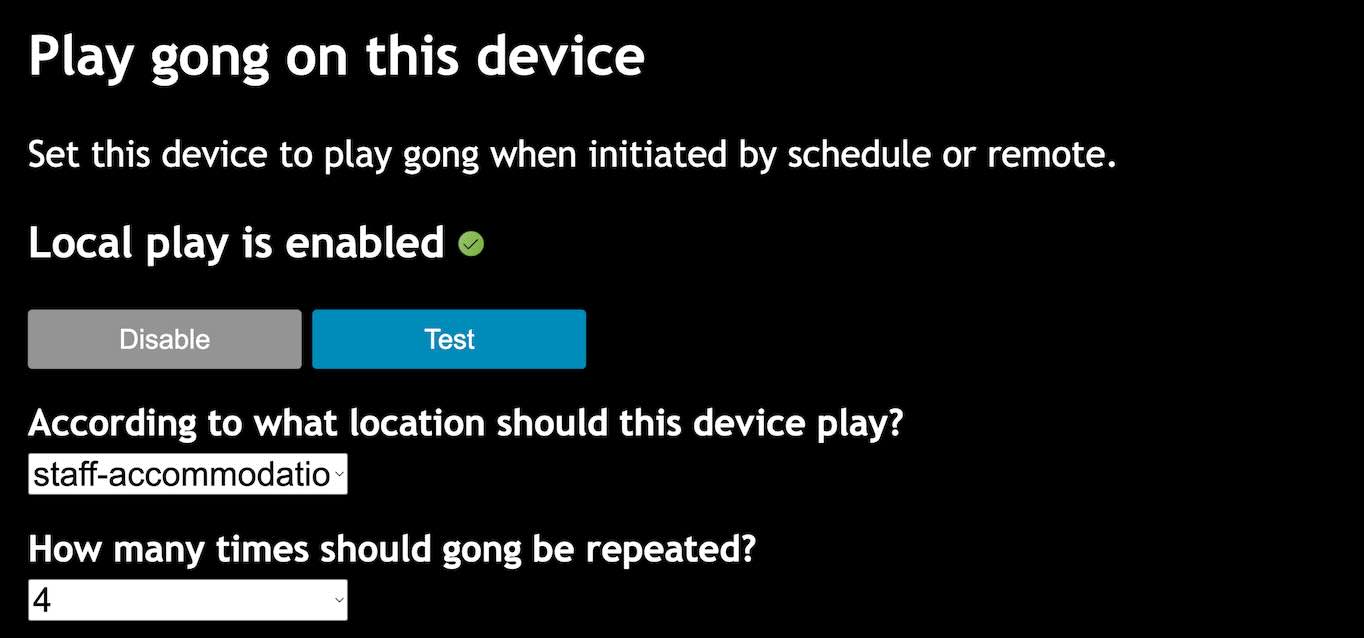 Play gong on this device
Set this device to play gong when initiated by schedule or remote.
Local play is enabled
Disable
Test
According to what location should this device play?
staff-accommodatio
How many times should gong be repeated?
4